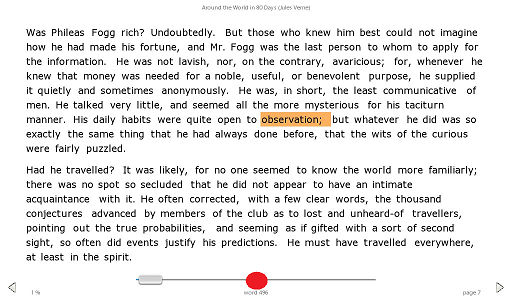 Around the World in 80 Days (Jules Verne)
Was Phileas Fogg rich? Undoubtedly. But those who knew him best could not imagine
how he had made his fortune, and Mr. Fogg was the last person to whom to apply for
the information. He was not lavish, nor, on the contrary, avaricious; for, whenever he
knew that money was needed for a noble, useful, or benevolent purpose, he supplied
it quietly and sometimes anonymously. He was, in short, the least communicative of
men. He talked very little, and seemed all the more mysterious for his taciturn
manner. His daily habits were quite open to observation; but whatever he did was so
exactly the same thing that he had always done before, that the wits of the curious
were fairly puzzled.
Had he travelled? It was likely, for no one seemed to know the world more familiarly;
there was no spot so secluded that he did not appear to have an intimate
acquaintance with it. He often corrected, with a few clear words, the thousand
conjectures advanced by members of the club as to lost and unheard-of travellers,
pointing out the true probabilities, and seeming as if gifted with a sort of second
sight, so often did events justify his predictions. He must have travelled everywhere,
at least in the spirit.
1 % word 496 page 7